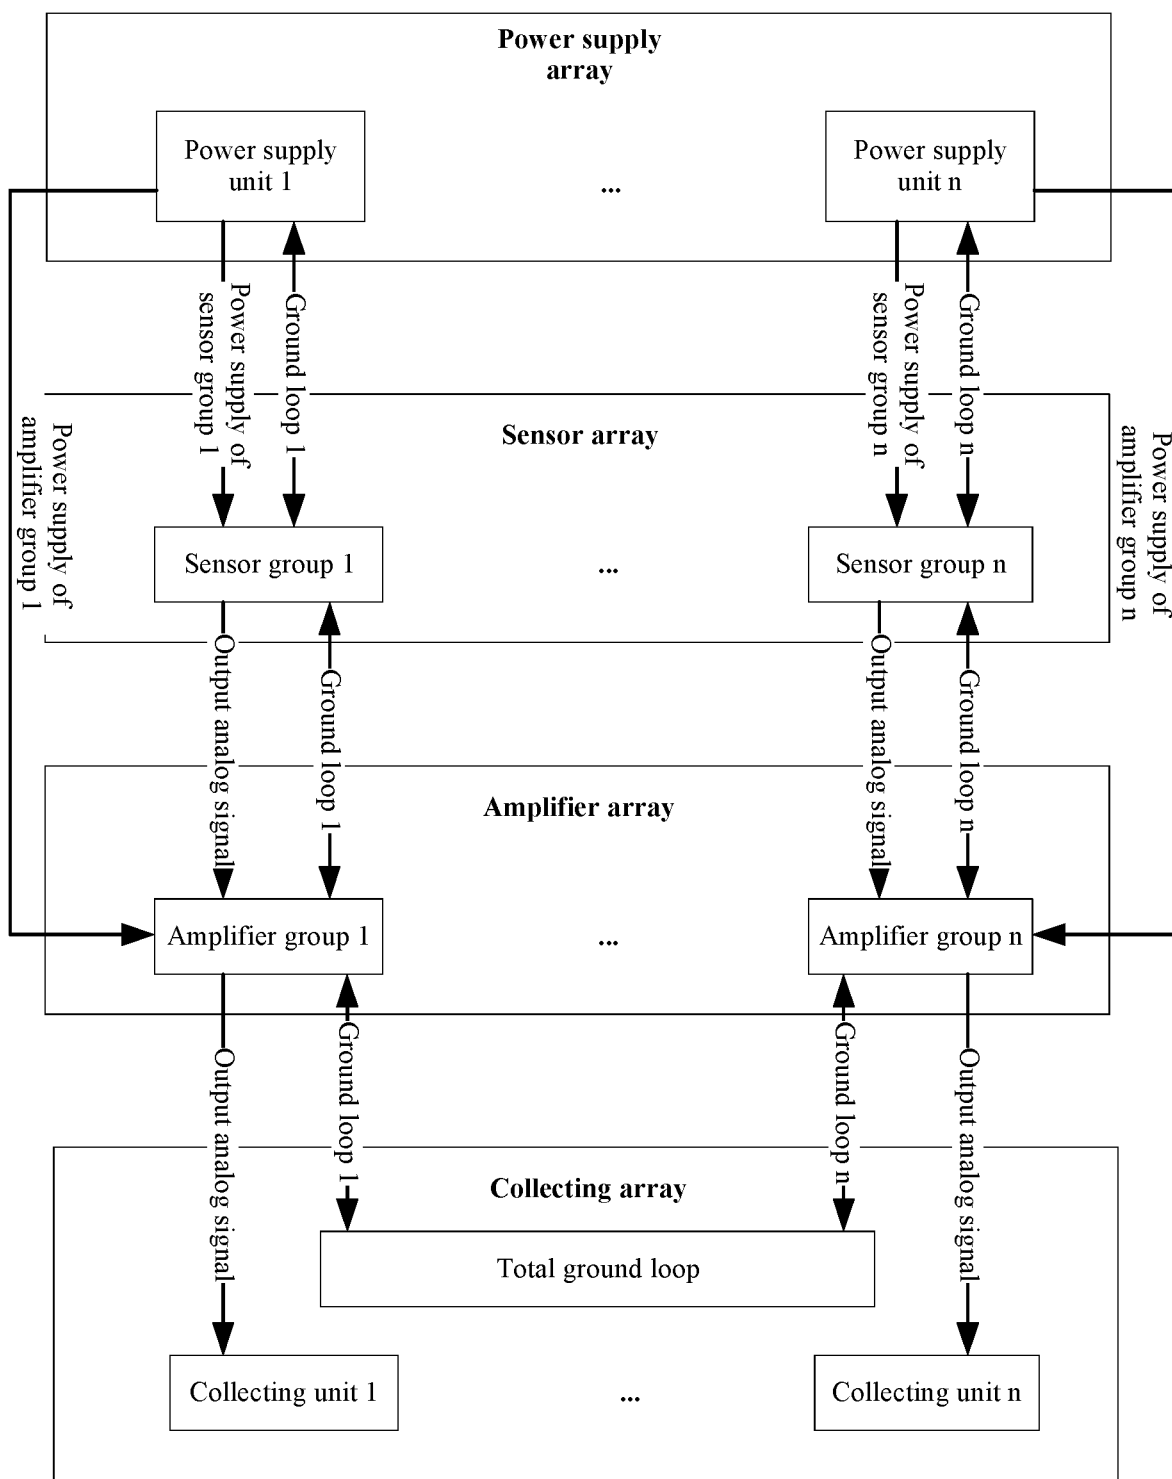 Power supply
array
Power supply
unit 1
...
Power supply
unit n
Power supply of
sensor group 1
Ground loop 1
Power supply of
sensor group n
Ground loop n
Sensor array
Power supply of
amplifier group 1
Power supply of
amplifier group n
Sensor group 1
...
Sensor group n
Output analog signal
Ground loop 1
Output analog signal
Ground loop n
Amplifier array
Amplifier group 1
...
Amplifier group n
Output analog signal
Ground loop 1
Ground loop n
Output analog signal
Collecting array
Total ground loop
Collecting unit 1
...
Collecting unit n